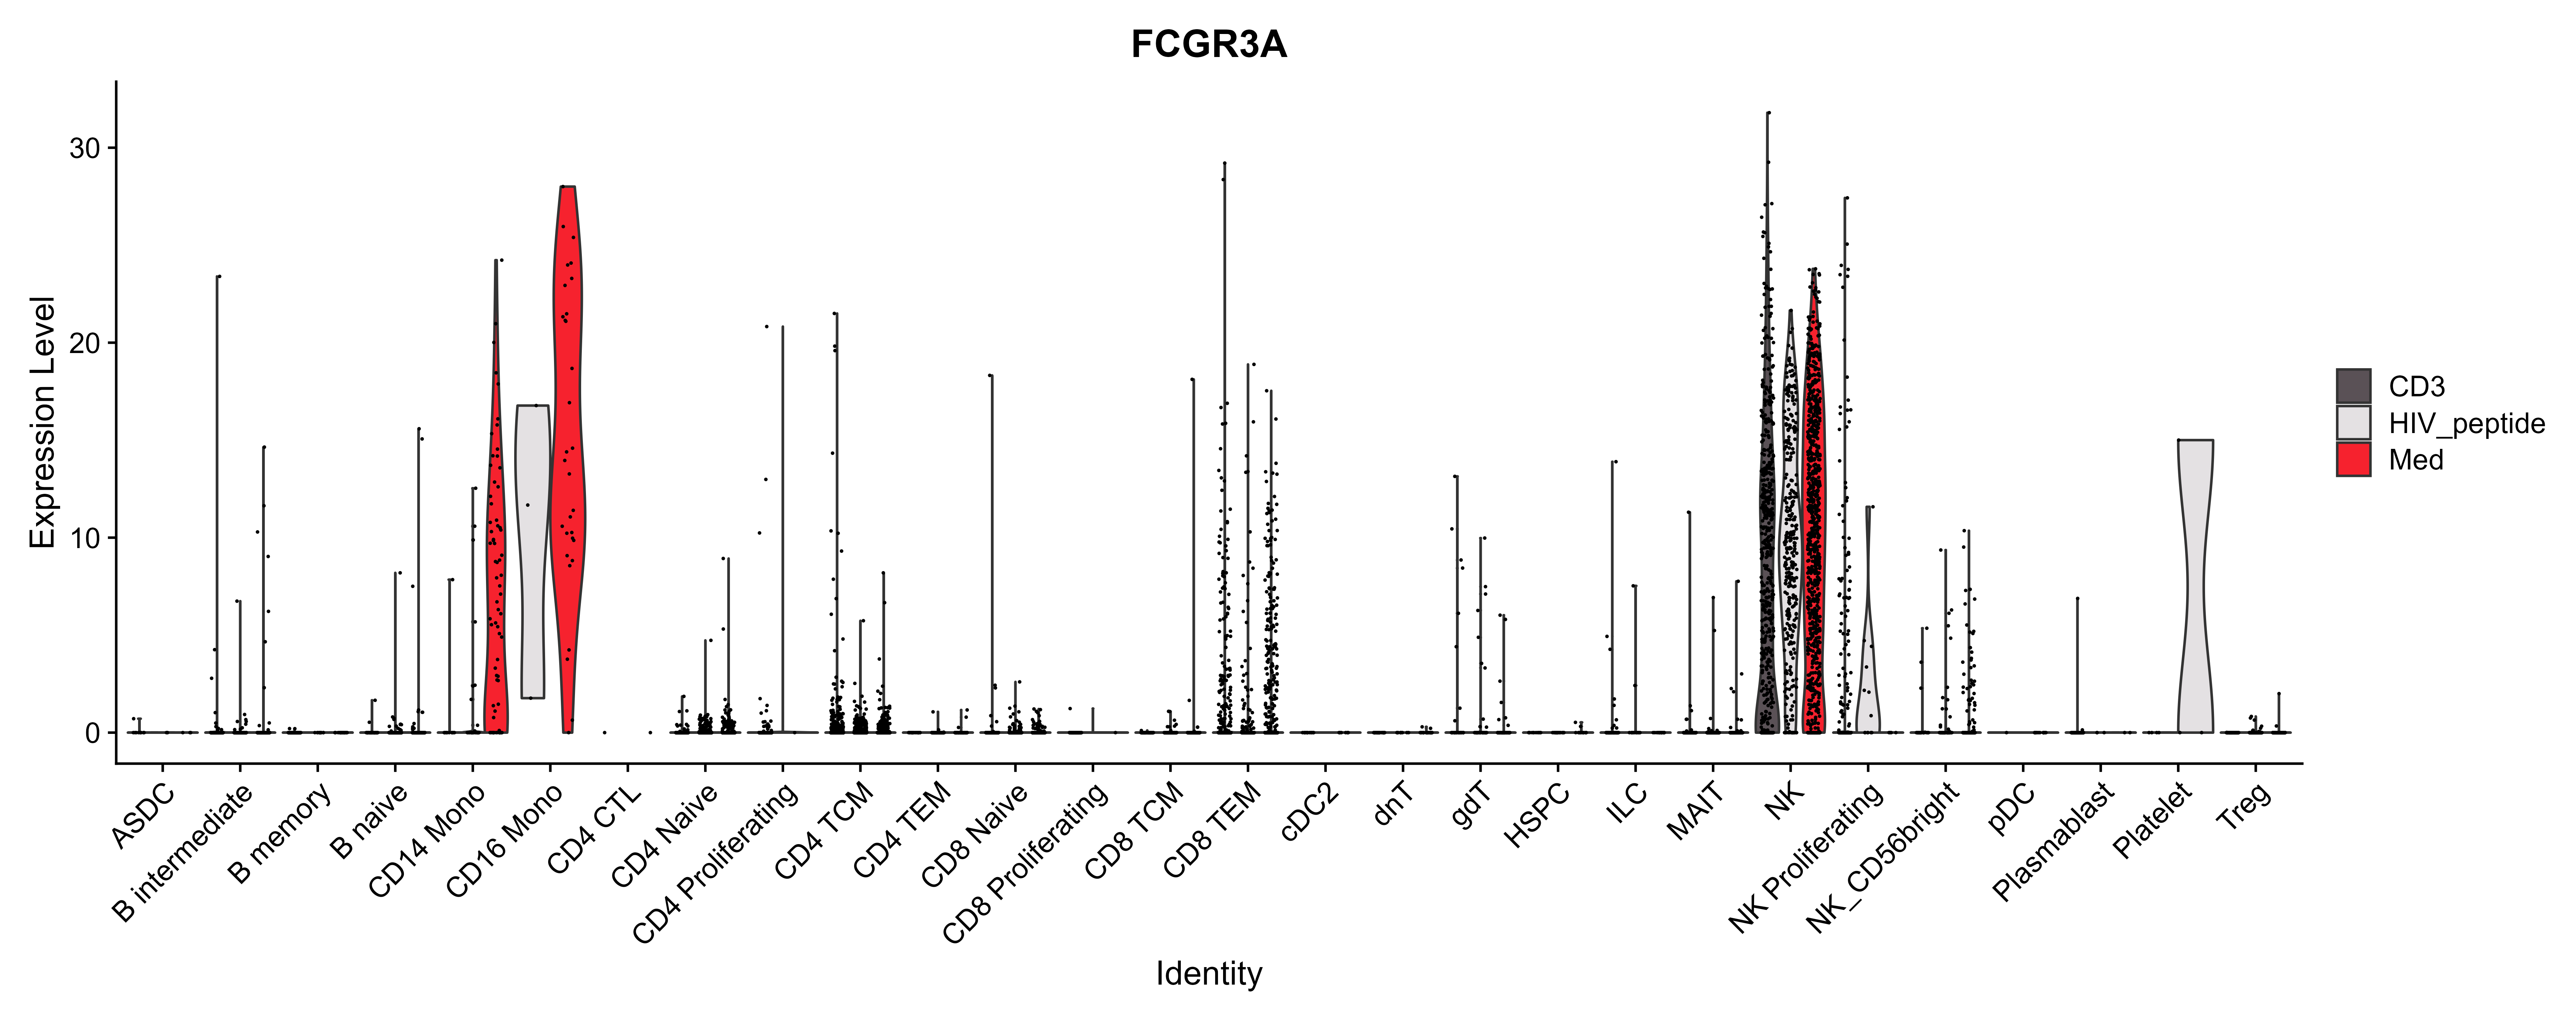 FCGR3A
Expression Level
30
20
10
0
ASDC
B intermediate
B memory
B naive
CD14 Mono
CD16 Mono
CD4 CTL
CD4 Naive
CD4 Proliferating
CD4 TCM
CD4 TEM
CD8 Naive
CD8 Proliferating
CD8 TCM
CD8 TEM
cDC2
dnT
gdT
HSPC
ILC
MAIT
NK
NK Proliferating
NK_CD56bright
pDC
Plasmablast
Platelet
Treg
Identity
CD3
HIV_peptide
Med